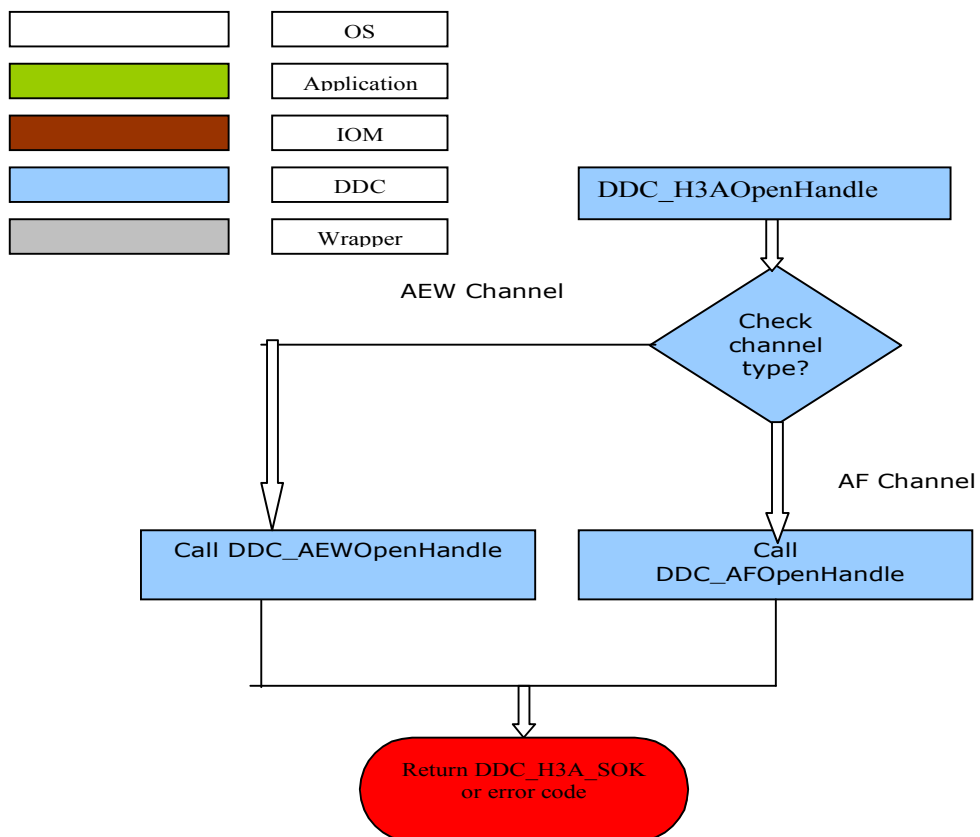 OS
Application
IOM
DDC
Wrapper
DDC_H3AOpenHandle
AEW Channel
Check
channel
type?
AF Channel
Call DDC_AEWOpenHandle
Call
DDC_AFOpenHandle
Return DDC_H3A_SOK
or error code